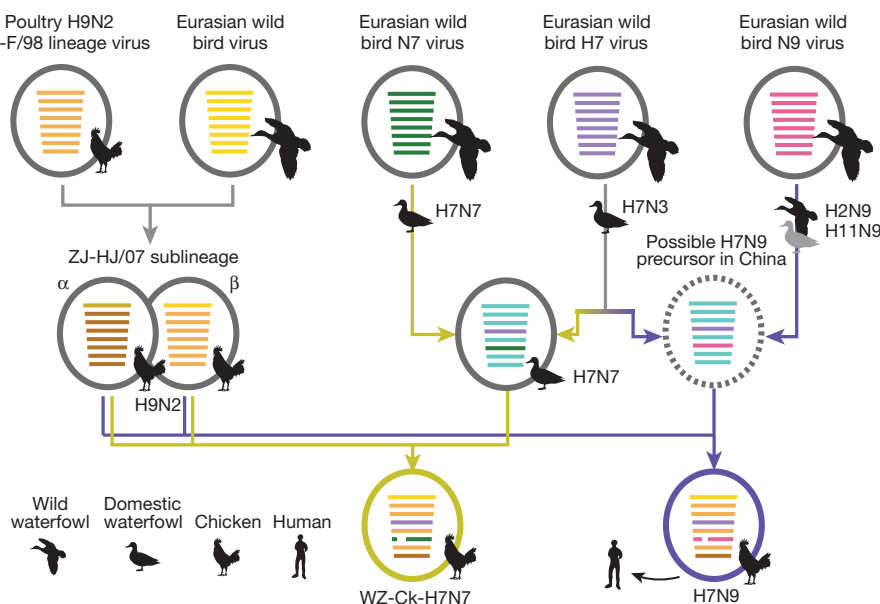 Poultry H9N2
-F/98 lineage virus
Eurasian wild
bird virus
Eurasian wild
bird N7 virus
Eurasian wild
bird H7 virus
Eurasian wild
bird N9 virus
H7N7
H7N3
H2N9
H11N9
ZJ-HJ/07 sublineage
Possible H7N9
precursor in China
α
β
H9N2
H7N7
Wild
waterfowl
Domestic
waterfowl
Chicken
Human
WZ-Ck-H7N7
H7N9